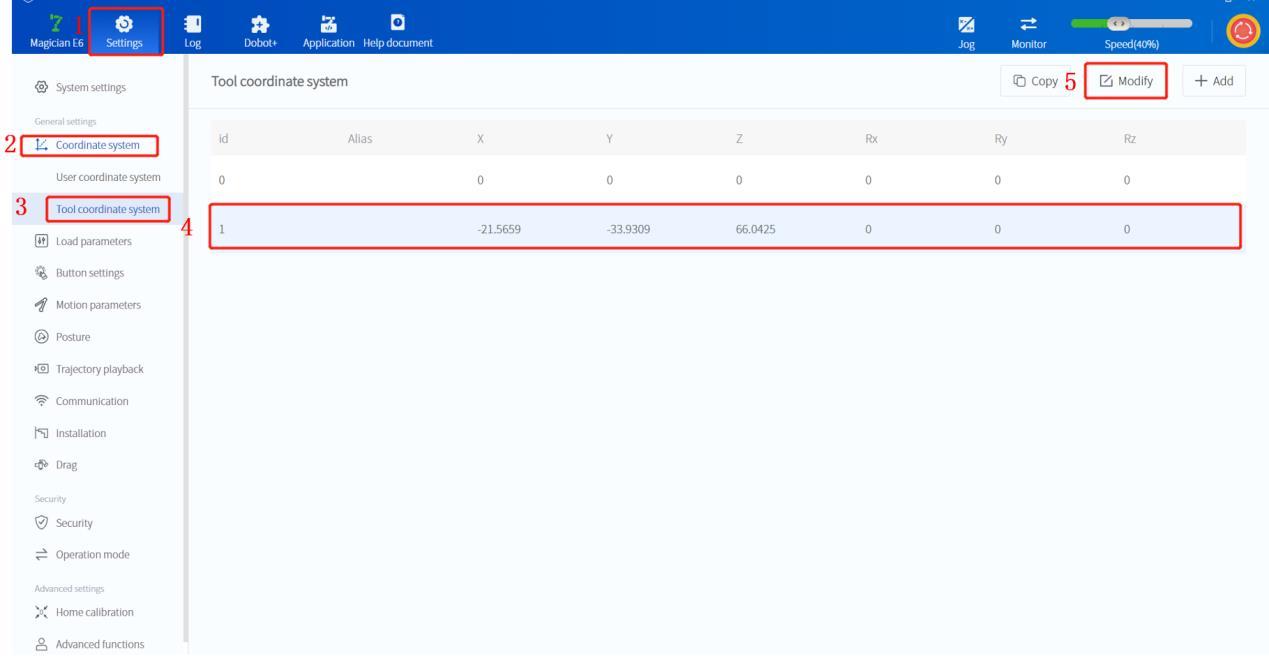 1
Magician E6 Settings Log Dobot+ Application Help document Jog Monitor Speed(40%)
System settings
General settings
2 Coordinate system
User coordinate system
3 Tool coordinate system
Load parameters
Button settings
Motion parameters
Posture
Trajectory playback
Communication
Installation
Drag
Security
Security
Operation mode
Advanced settings
Home calibration
Advanced functions
Tool coordinate system Copy 5 Modify + Add
id Alias X Y Z Rx Ry Rz
0 0 0 0 0 0 0
4 1 -21.5659 -33.9309 66.0425 0 0 0